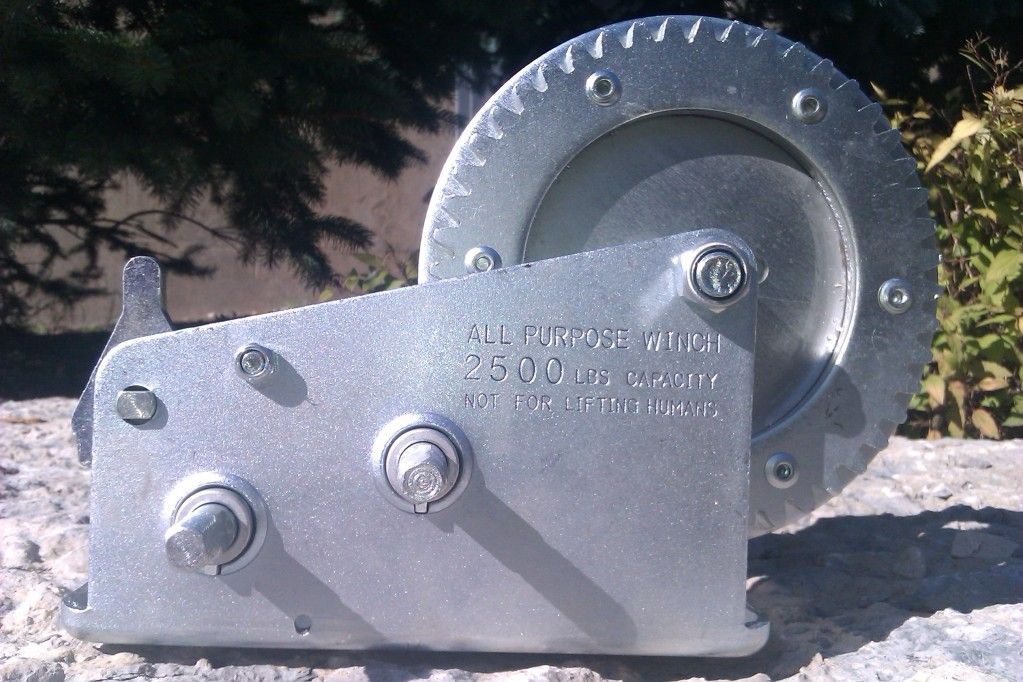 ALL PURPOSE WINCH
2500 LBS CAPACITY
NOT FOR LIFTING HUMANS